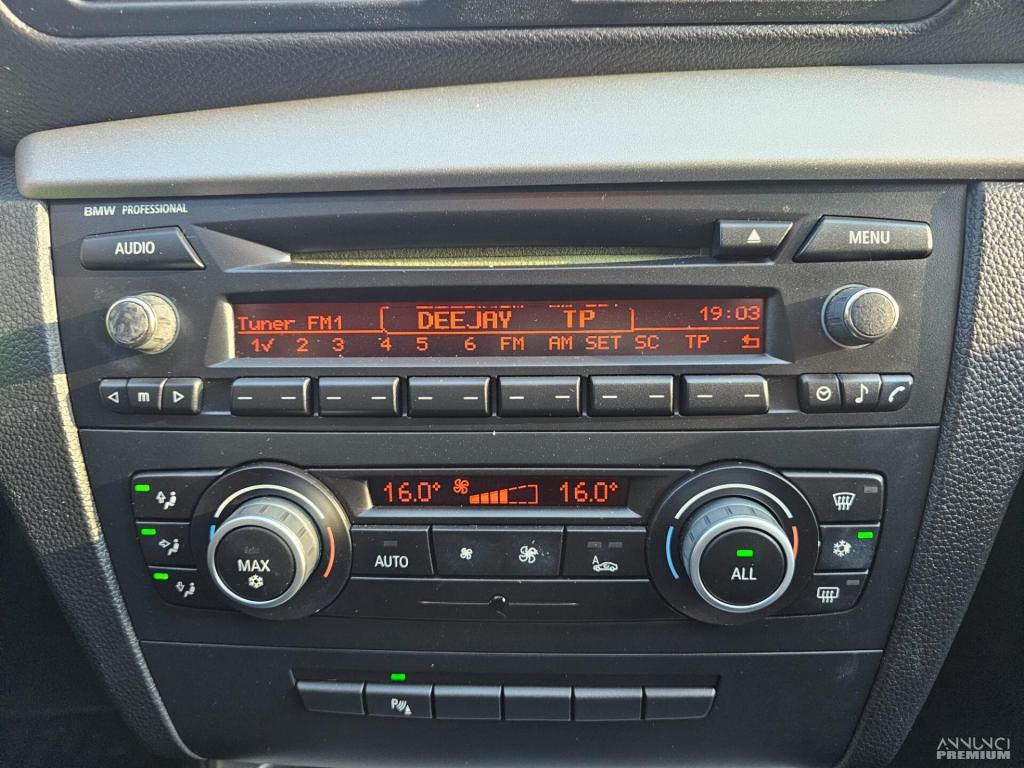 BMW PROFESSIONAL
AUDIO
MENU
Tuner FM1 DEEJAY TP 19:03
1✓ 2 3 4 5 6 FM AM SET SC TP
m
16.0° 16.0°
MAX
AUTO
A
ALL
P
ANNUNCI
PREMIUM